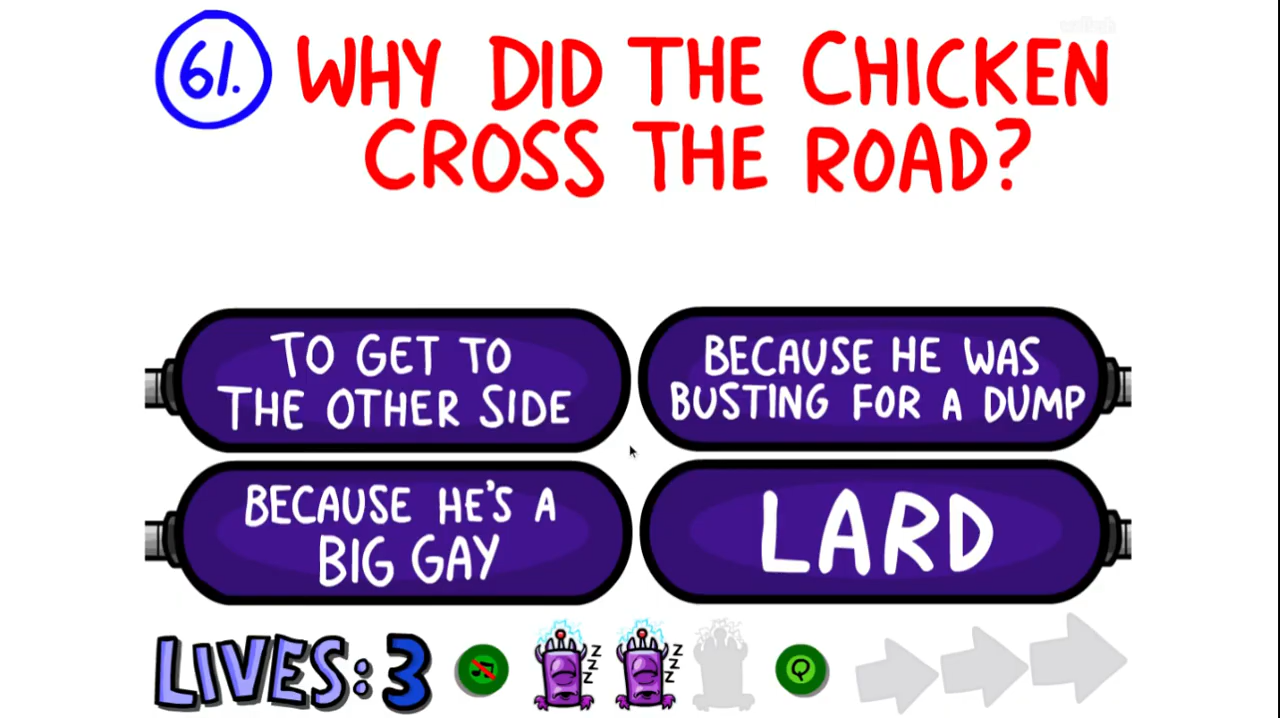 61. WHY DID THE CHICKEN
CROSS THE ROAD?
TO GET TO
THE OTHER SIDE
BECAUSE HE WAS
BUSTING FOR A DUMP
BECAUSE HE'S A
BIG GAY
LARD
LIVES: 3
Z
Z
Z
Z
Z
Z
Q